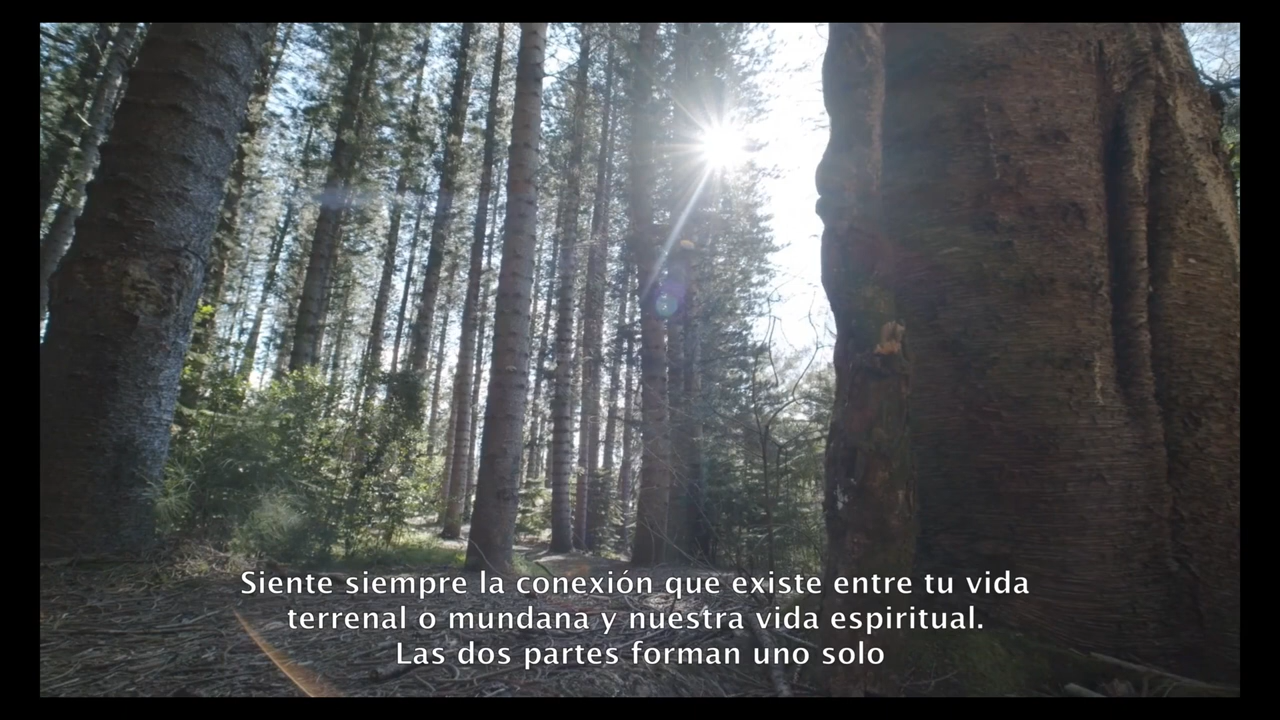 Siente siempre la conexión que existe entre tu vida
terrenal o mundana y nuestra vida espiritual.
Las dos partes forman uno solo